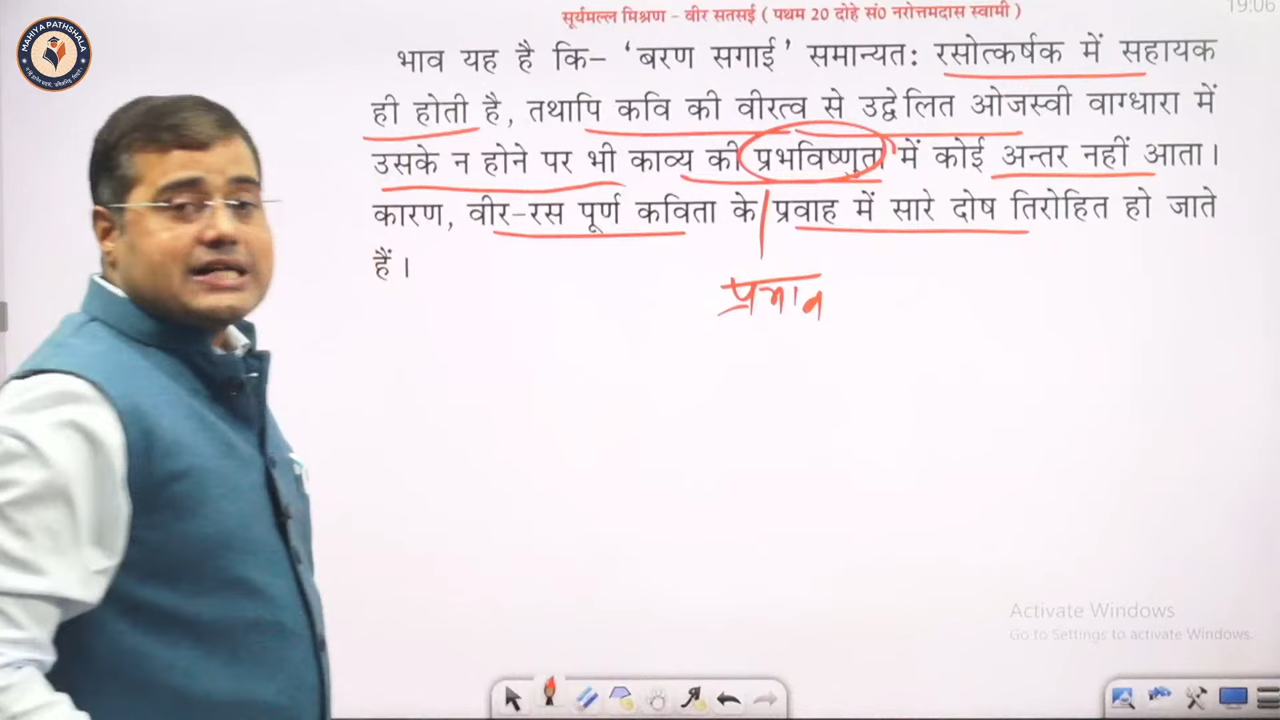 19:06
सूर्यमल्ल मिश्रण - वीर सतसई ( पथम 20 दोहे सं0 नरोत्तमदास स्वामी )
MAHIYA PATHSHALA
भाव यह है कि– ‘बरण सगाई’ समान्यत: रसोत्कर्षक में सहायक
ही होती है, तथापि कवि की वीरत्व से उद्वेलित ओजस्वी वाग्धारा में
उसके न होने पर भी काव्य की प्रभविष्णुता में कोई अन्तर नहीं आता।
कारण, वीर-रस पूर्ण कविता के प्रवाह में सारे दोष तिरोहित हो जाते
हैं।
प्रभाव
Activate Windows
Go to Settings to activate Windows.